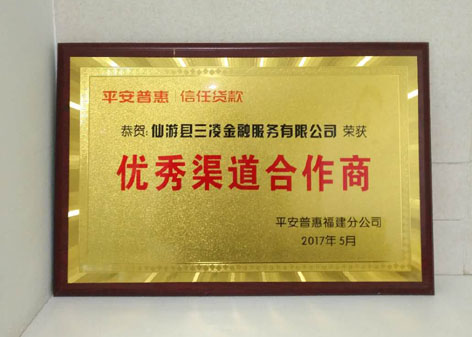 平安普惠 | 信任贷款
恭贺:仙游县三凌金融服务有限公司 荣获
优秀渠道合作商
平安普惠福建分公司
2017年5月